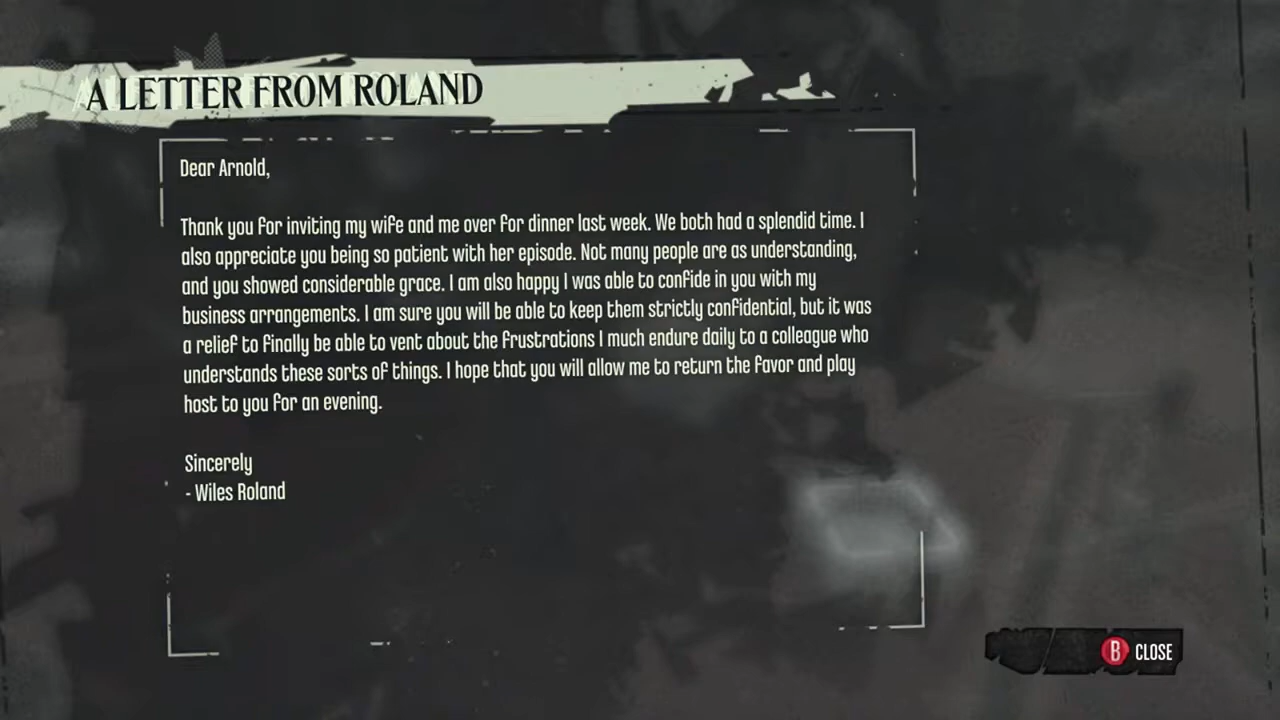 A LETTER FROM ROLAND
Dear Arnold,
Thank you for inviting my wife and me over for dinner last week. We both had a splendid time. I
also appreciate you being so patient with her episode. Not many people are as understanding,
and you showed considerable grace. I am also happy I was able to confide in you with my
business arrangements. I am sure you will be able to keep them strictly confidential, but it was
a relief to finally be able to vent about the frustrations I much endure daily to a colleague who
understands these sorts of things. I hope that you will allow me to return the favor and play
host to you for an evening.
Sincerely
- Wiles Roland
B CLOSE